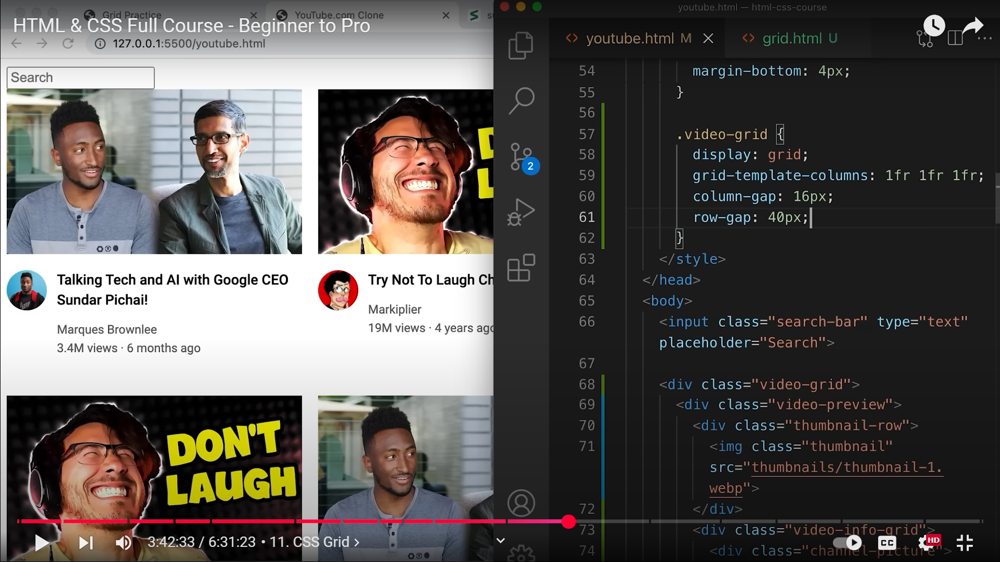 Grid Practice
YouTube.com Clone
HTML & CSS Full Course - Beginner to Pro
127.0.0.1:5500/youtube.html
Search
Talking Tech and AI with Google CEO
Sundar Pichai!
Marques Brownlee
3.4M views · 6 months ago
Try Not To Laugh Ch
Markiplier
19M views · 4 years ago
DON'T
LAUGH
3:42:33 / 6:31:23 • 11. CSS Grid
youtube.html — html-css-course
youtube.html M
grid.html U
2
54 margin-bottom: 4px;
55 }
56
57 .video-grid {
58 display: grid;
59 grid-template-columns: 1fr 1fr 1fr;
60 column-gap: 16px;
61 row-gap: 40px;
62 }
63 </style>
64 </head>
65 <body>
66 <input class="search-bar" type="text"
placeholder="Search">
67
68 <div class="video-grid">
69 <div class="video-preview">
70 <div class="thumbnail-row">
71 <img class="thumbnail"
src="thumbnails/thumbnail-1.
webp">
72 </div>
73 <div class="video-info-grid">
74 <div class="channel-picture">
CC
HD